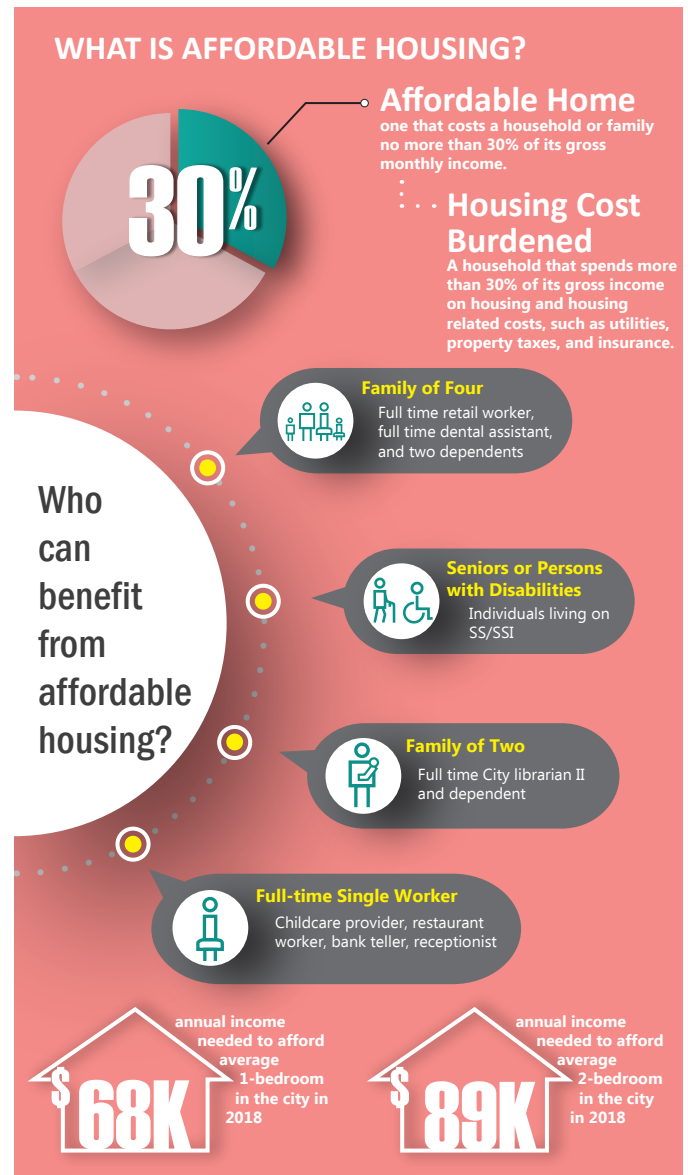 WHAT IS AFFORDABLE HOUSING?
30%
Affordable Home
one that costs a household or family
no more than 30% of its gross
monthly income.
Housing Cost
Burdened
A household that spends more
than 30% of its gross income
on housing and housing
related costs, such as utilities,
property taxes, and insurance.
Who
can
benefit
from
affordable
housing?
Family of Four
Full time retail worker,
full time dental assistant,
and two dependents
Seniors or Persons
with Disabilities
Individuals living on
SS/SSI
Family of Two
Full time City librarian II
and dependent
Full-time Single Worker
Childcare provider, restaurant
worker, bank teller, receptionist
$68K
annual income
needed to afford
average
1-bedroom
in the city in
2018
$89K
annual income
needed to afford
average
2-bedroom
in the city
in 2018